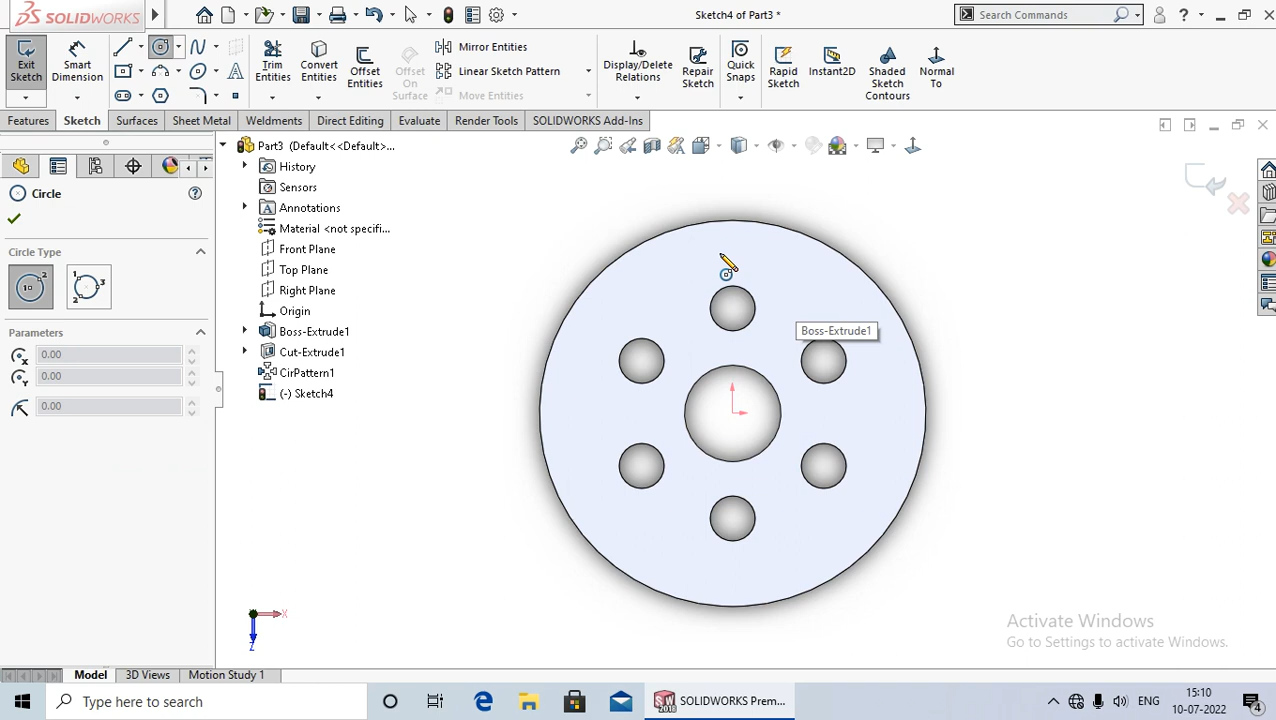 SOLIDWORKS
Sketch4 of Part3 *
Search Commands
?
Exit Sketch
Smart Dimension
Trim Entities
Convert Entities
Offset Entities
Offset On Surface
Mirror Entities
Linear Sketch Pattern
Move Entities
Display/Delete Relations
Repair Sketch
Quick Snaps
Rapid Sketch
Instant2D
Shaded Sketch Contours
Normal To
Features
Sketch
Surfaces
Sheet Metal
Weldments
Direct Editing
Evaluate
Render Tools
SOLIDWORKS Add-Ins
Circle
Circle Type
Parameters
0.00
0.00
0.00
Part3 (Default<<Default>...
History
Sensors
Annotations
Material <not specifi...
Front Plane
Top Plane
Right Plane
Origin
Boss-Extrude1
Cut-Extrude1
CirPattern1
(-) Sketch4
Boss-Extrude1
X
Z
Activate Windows
Go to Settings to activate Windows.
Model
3D Views
Motion Study 1
Type here to search
SOLIDWORKS Prem...
ENG
15:10
10-07-2022
4